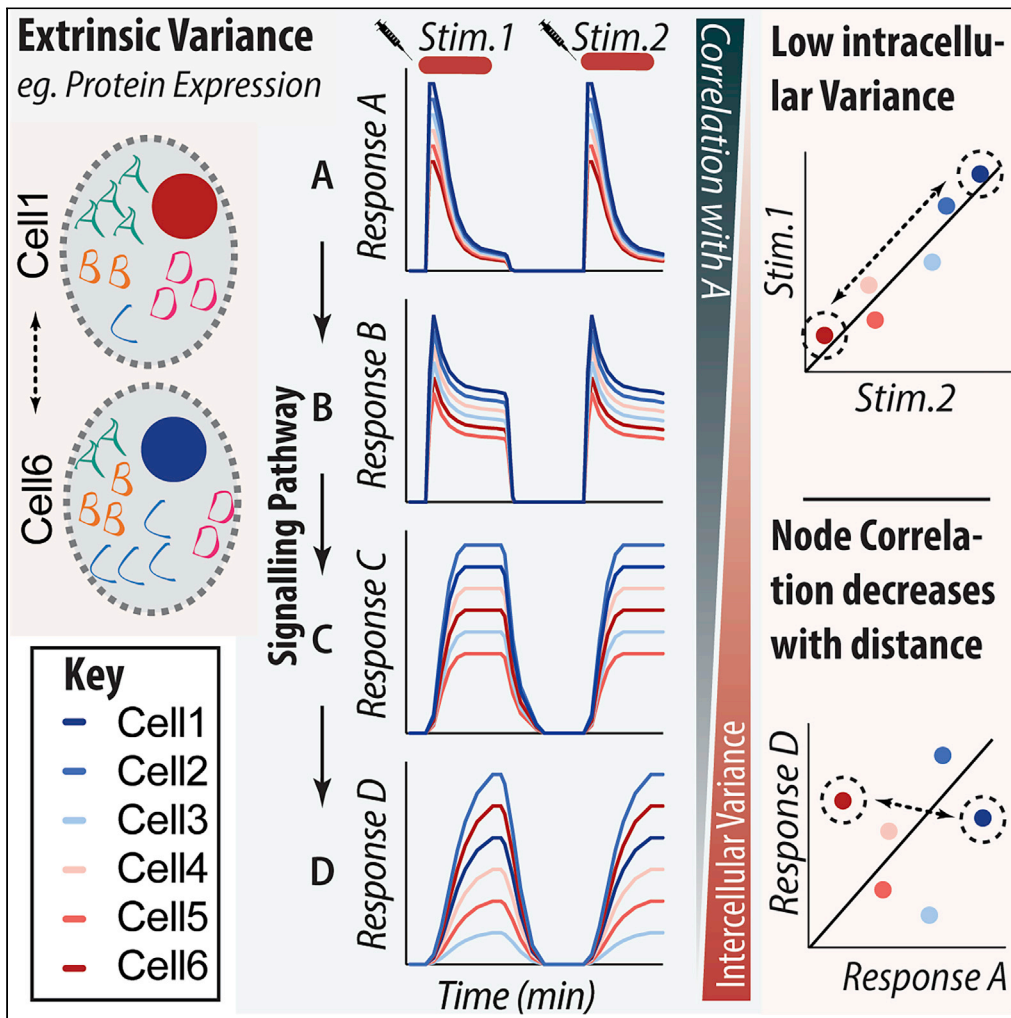 Extrinsic Variance
eg. Protein Expression
Cell1
A
A
A
A
A
B B
D
D
D
D
C
Cell6
A
A
B
B
B
C
C C C
D
D
Key
Cell1
Cell2
Cell3
Cell4
Cell5
Cell6
Signalling Pathway
A
B
C
D
Stim.1
Stim.2
Response A
Response B
Response C
Response D
Time (min)
Correlation with A
Intercellular Variance
Low intracellu-
lar Variance
Stim.1
Stim.2
Node Correla-
tion decreases
with distance
Response D
Response A